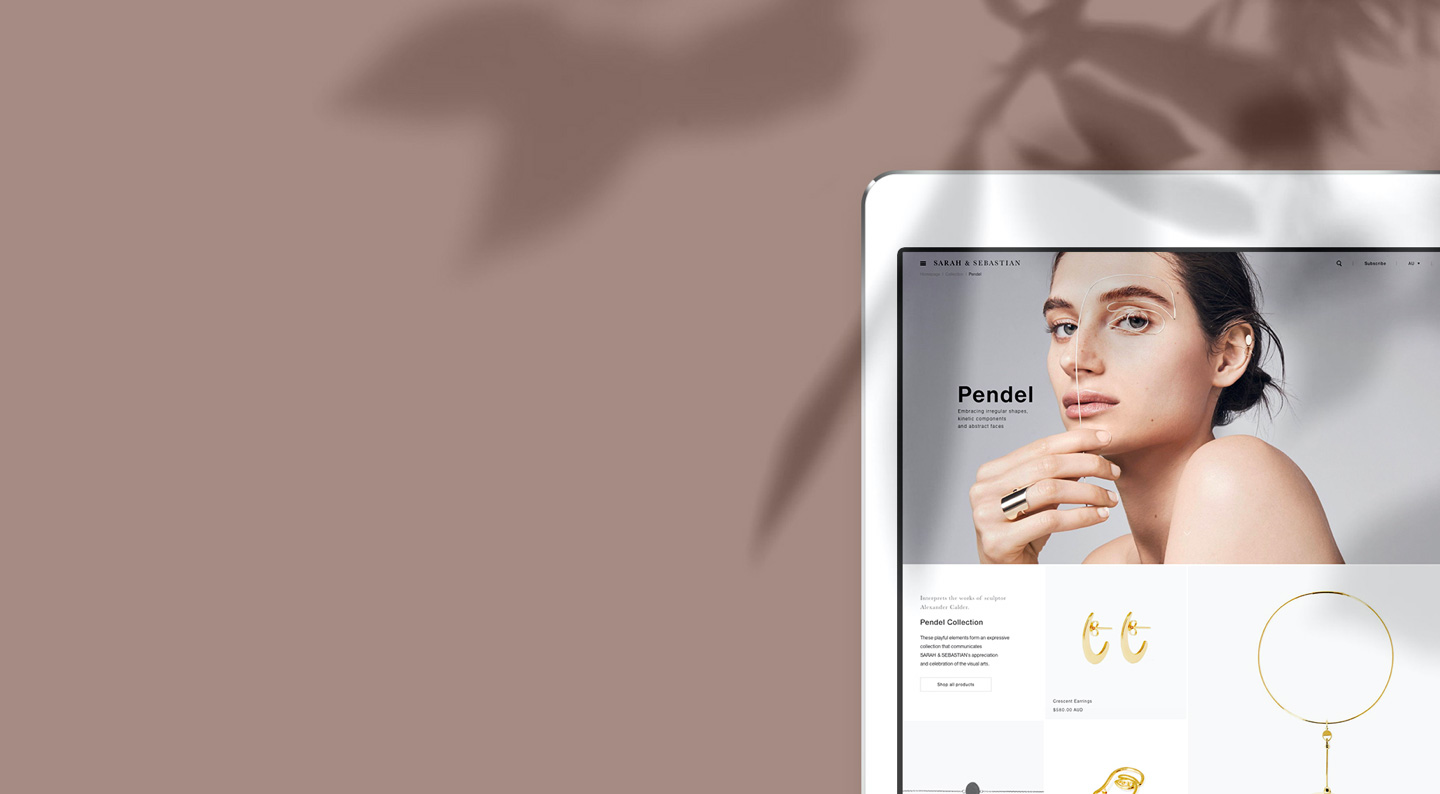 SARAH & SEBASTIAN
Subscribe
AU
Pendel
Pendel
Embracing irregular shapes,
kinetic components
and abstract faces
Interprets the works of sculptor
Alexander Calder.
Pendel Collection
These playful elements form an expressive
collection that communicates
SARAH & SEBASTIAN's appreciation
and celebration of the visual arts.
Shop all products
Crescent Earrings
$580.00 AUD